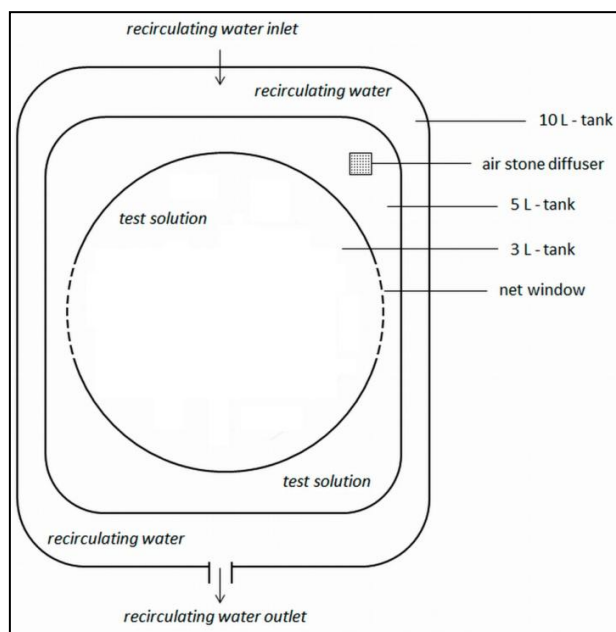 recirculating water inlet
recirculating water
10 L - tank
air stone diffuser
test solution
5 L - tank
3 L - tank
net window
test solution
recirculating water
recirculating water outlet